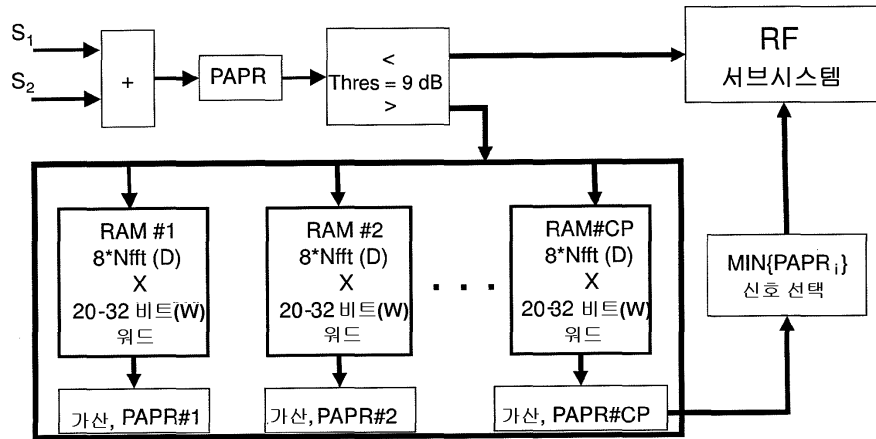 S1
S2
+
PAPR
<
Thres = 9 dB
>
RF
서브시스템
RAM #1
8*Nfft (D)
X
20-32 비트(W)
워드
RAM #2
8*Nfft (D)
X
20-32 비트(W)
워드
. . .
RAM#CP
8*Nfft (D)
X
20-32 비트(W)
워드
MIN{PAPRi}
신호 선택
가산, PAPR#1
가산, PAPR#2
가산, PAPR#CP